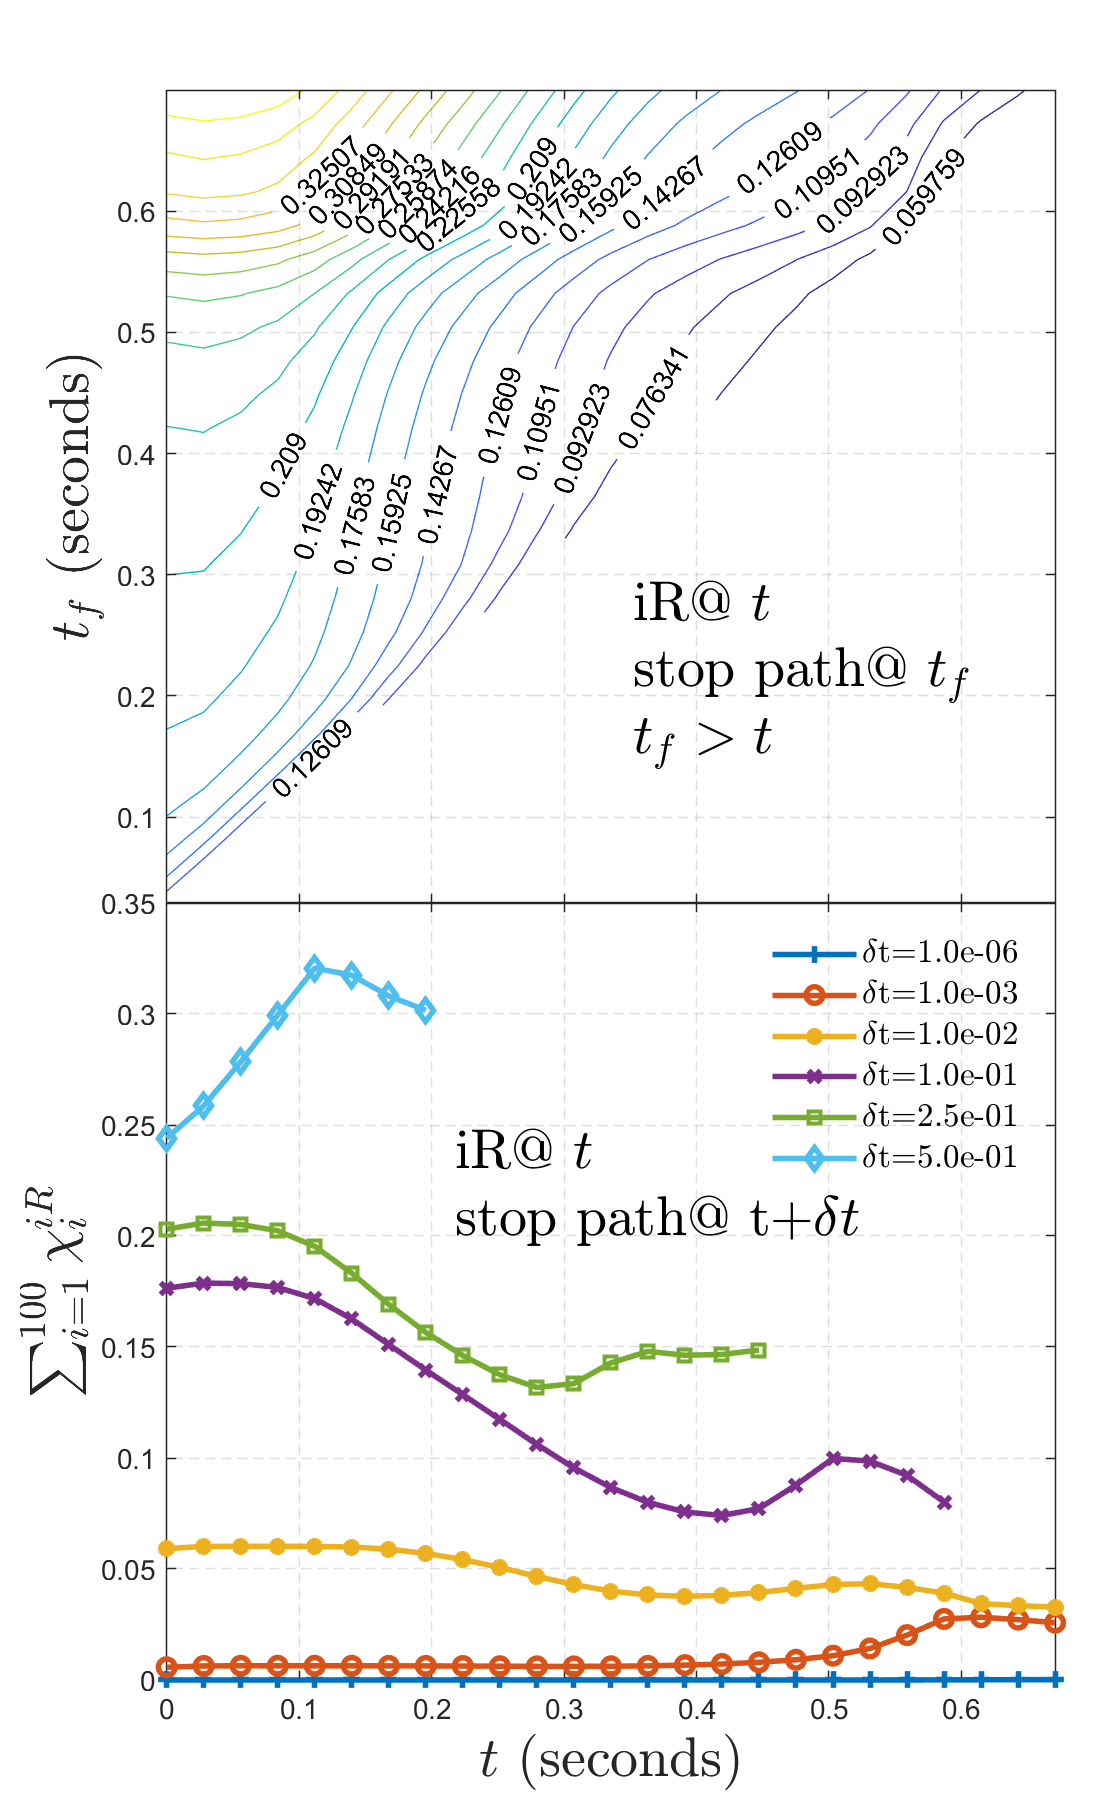 0.6
0.5
0.4
0.3
0.2
0.1
t_f (seconds)
0.32507
0.30849
0.29191
0.27533
0.25874
0.24216
0.22558
0.209
0.19242
0.17583
0.15925
0.14267
0.12609
0.10951
0.092923
0.059759
0.209
0.19242
0.17583
0.15925
0.14267
0.12609
0.10951
0.092923
0.076341
0.12609
iR@ t
stop path@ t_f
t_f > t
0.35
0.3
0.25
0.2
0.15
0.1
0.05
0
∑_{i=1}^{100} χ_i^{iR}
δt=1.0e-06
δt=1.0e-03
δt=1.0e-02
δt=1.0e-01
δt=2.5e-01
δt=5.0e-01
iR@ t
stop path@ t+δt
0 0.1 0.2 0.3 0.4 0.5 0.6
t (seconds)